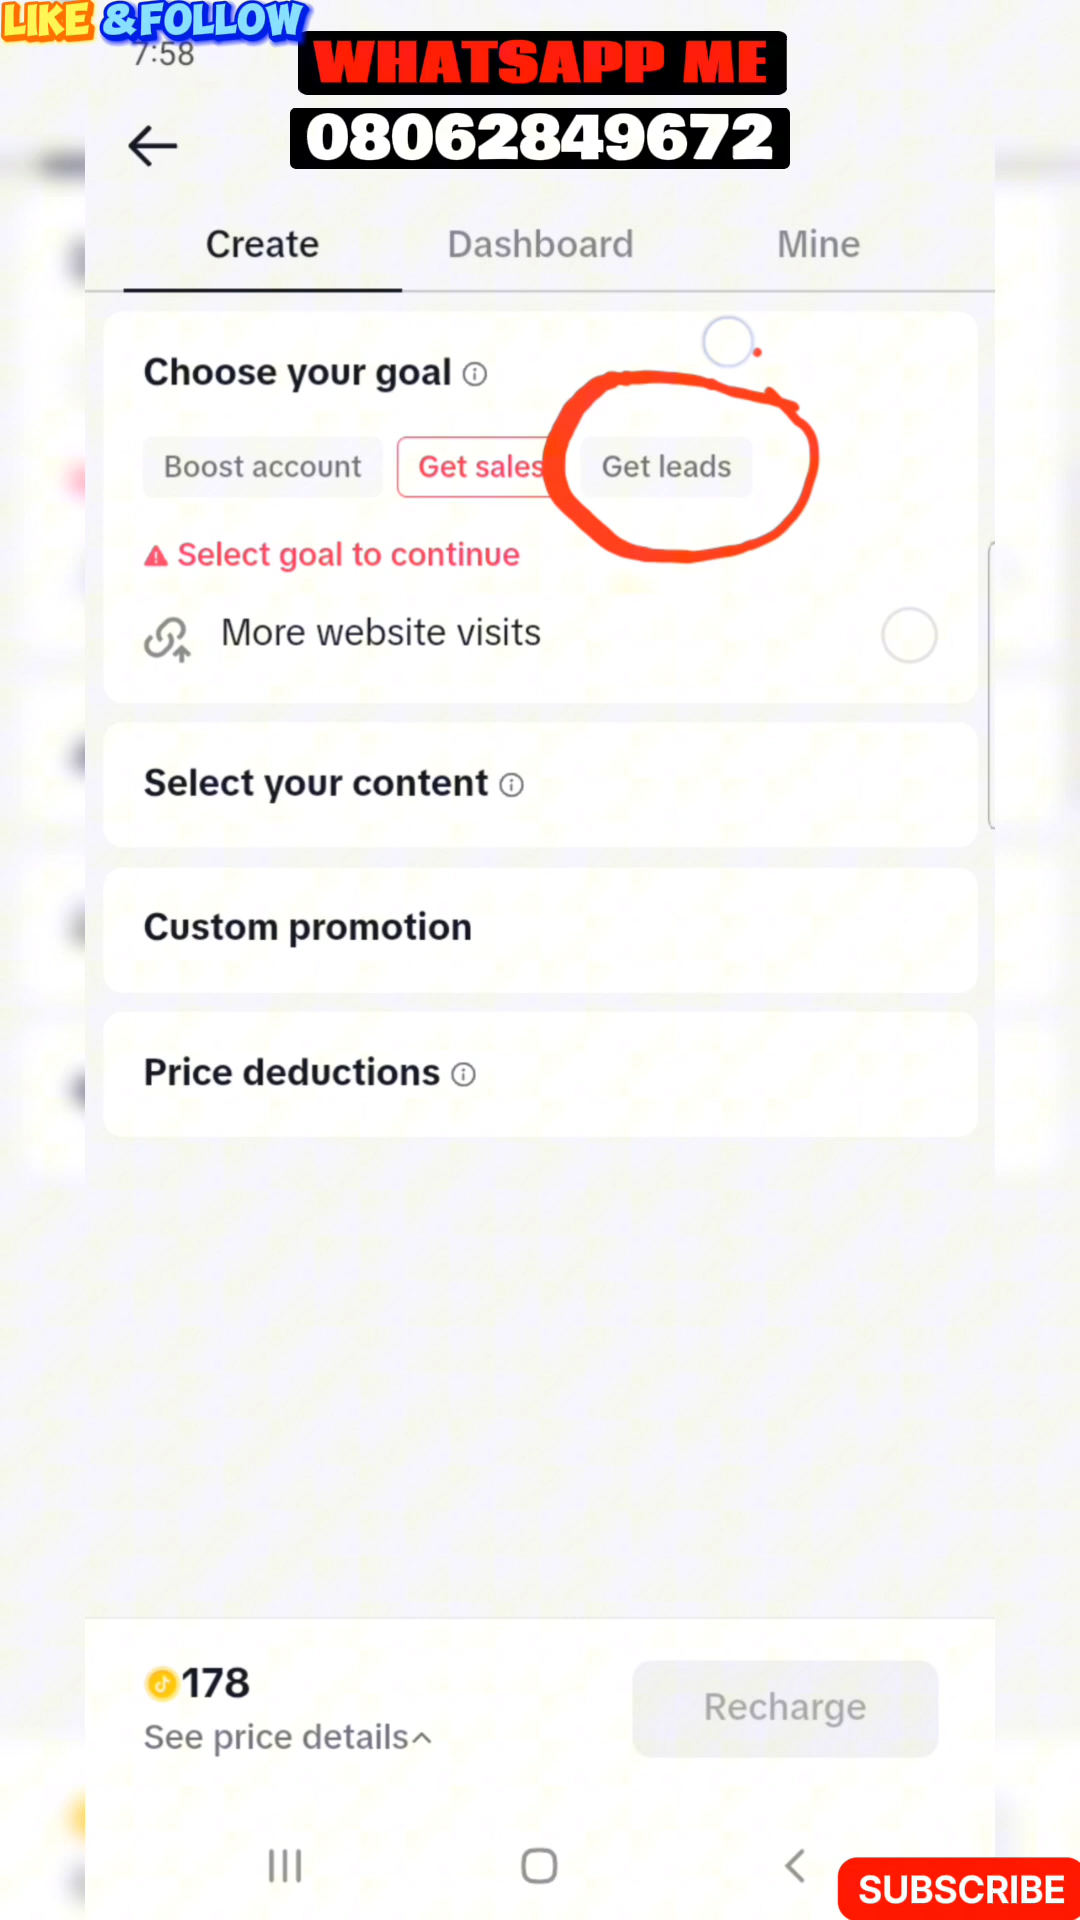 LIKE &FOLLOW
7:58
WHATSAPP ME
08062849672
Create
Dashboard
Mine
Choose your goal
Boost account
Get sales
Get leads
Select goal to continue
More website visits
Select your content
Custom promotion
Price deductions
178
See price details
Recharge
SUBSCRIBE